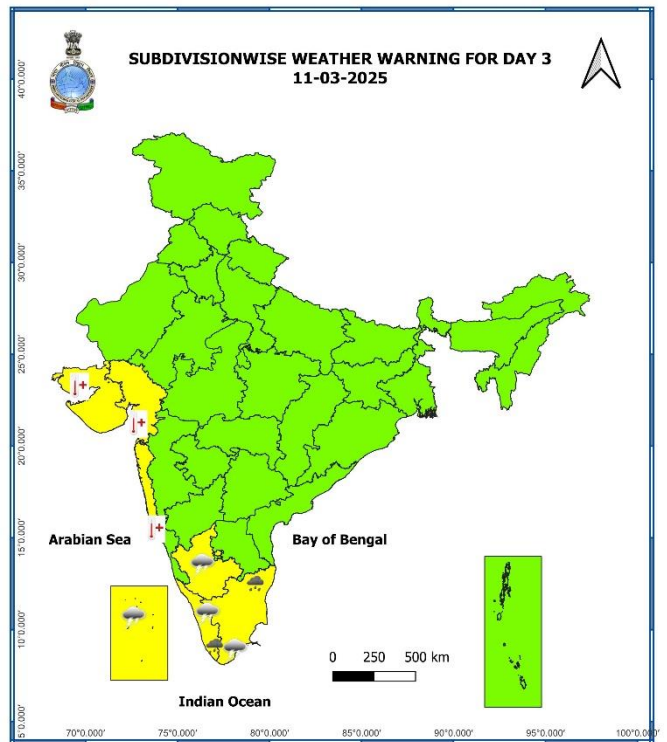 SUBDIVISIONWISE WEATHER WARNING FOR DAY 3
11-03-2025
40°0.000'
35°0.000'
30°0.000'
25°0.000'
20°0.000'
15°0.000'
10°0.000'
5°0.000'
Arabian Sea
Bay of Bengal
0 250 500 km
Indian Ocean
70°0.000' 75°0.000' 80°0.000' 85°0.000' 90°0.000' 95°0.000' 100°0.000'